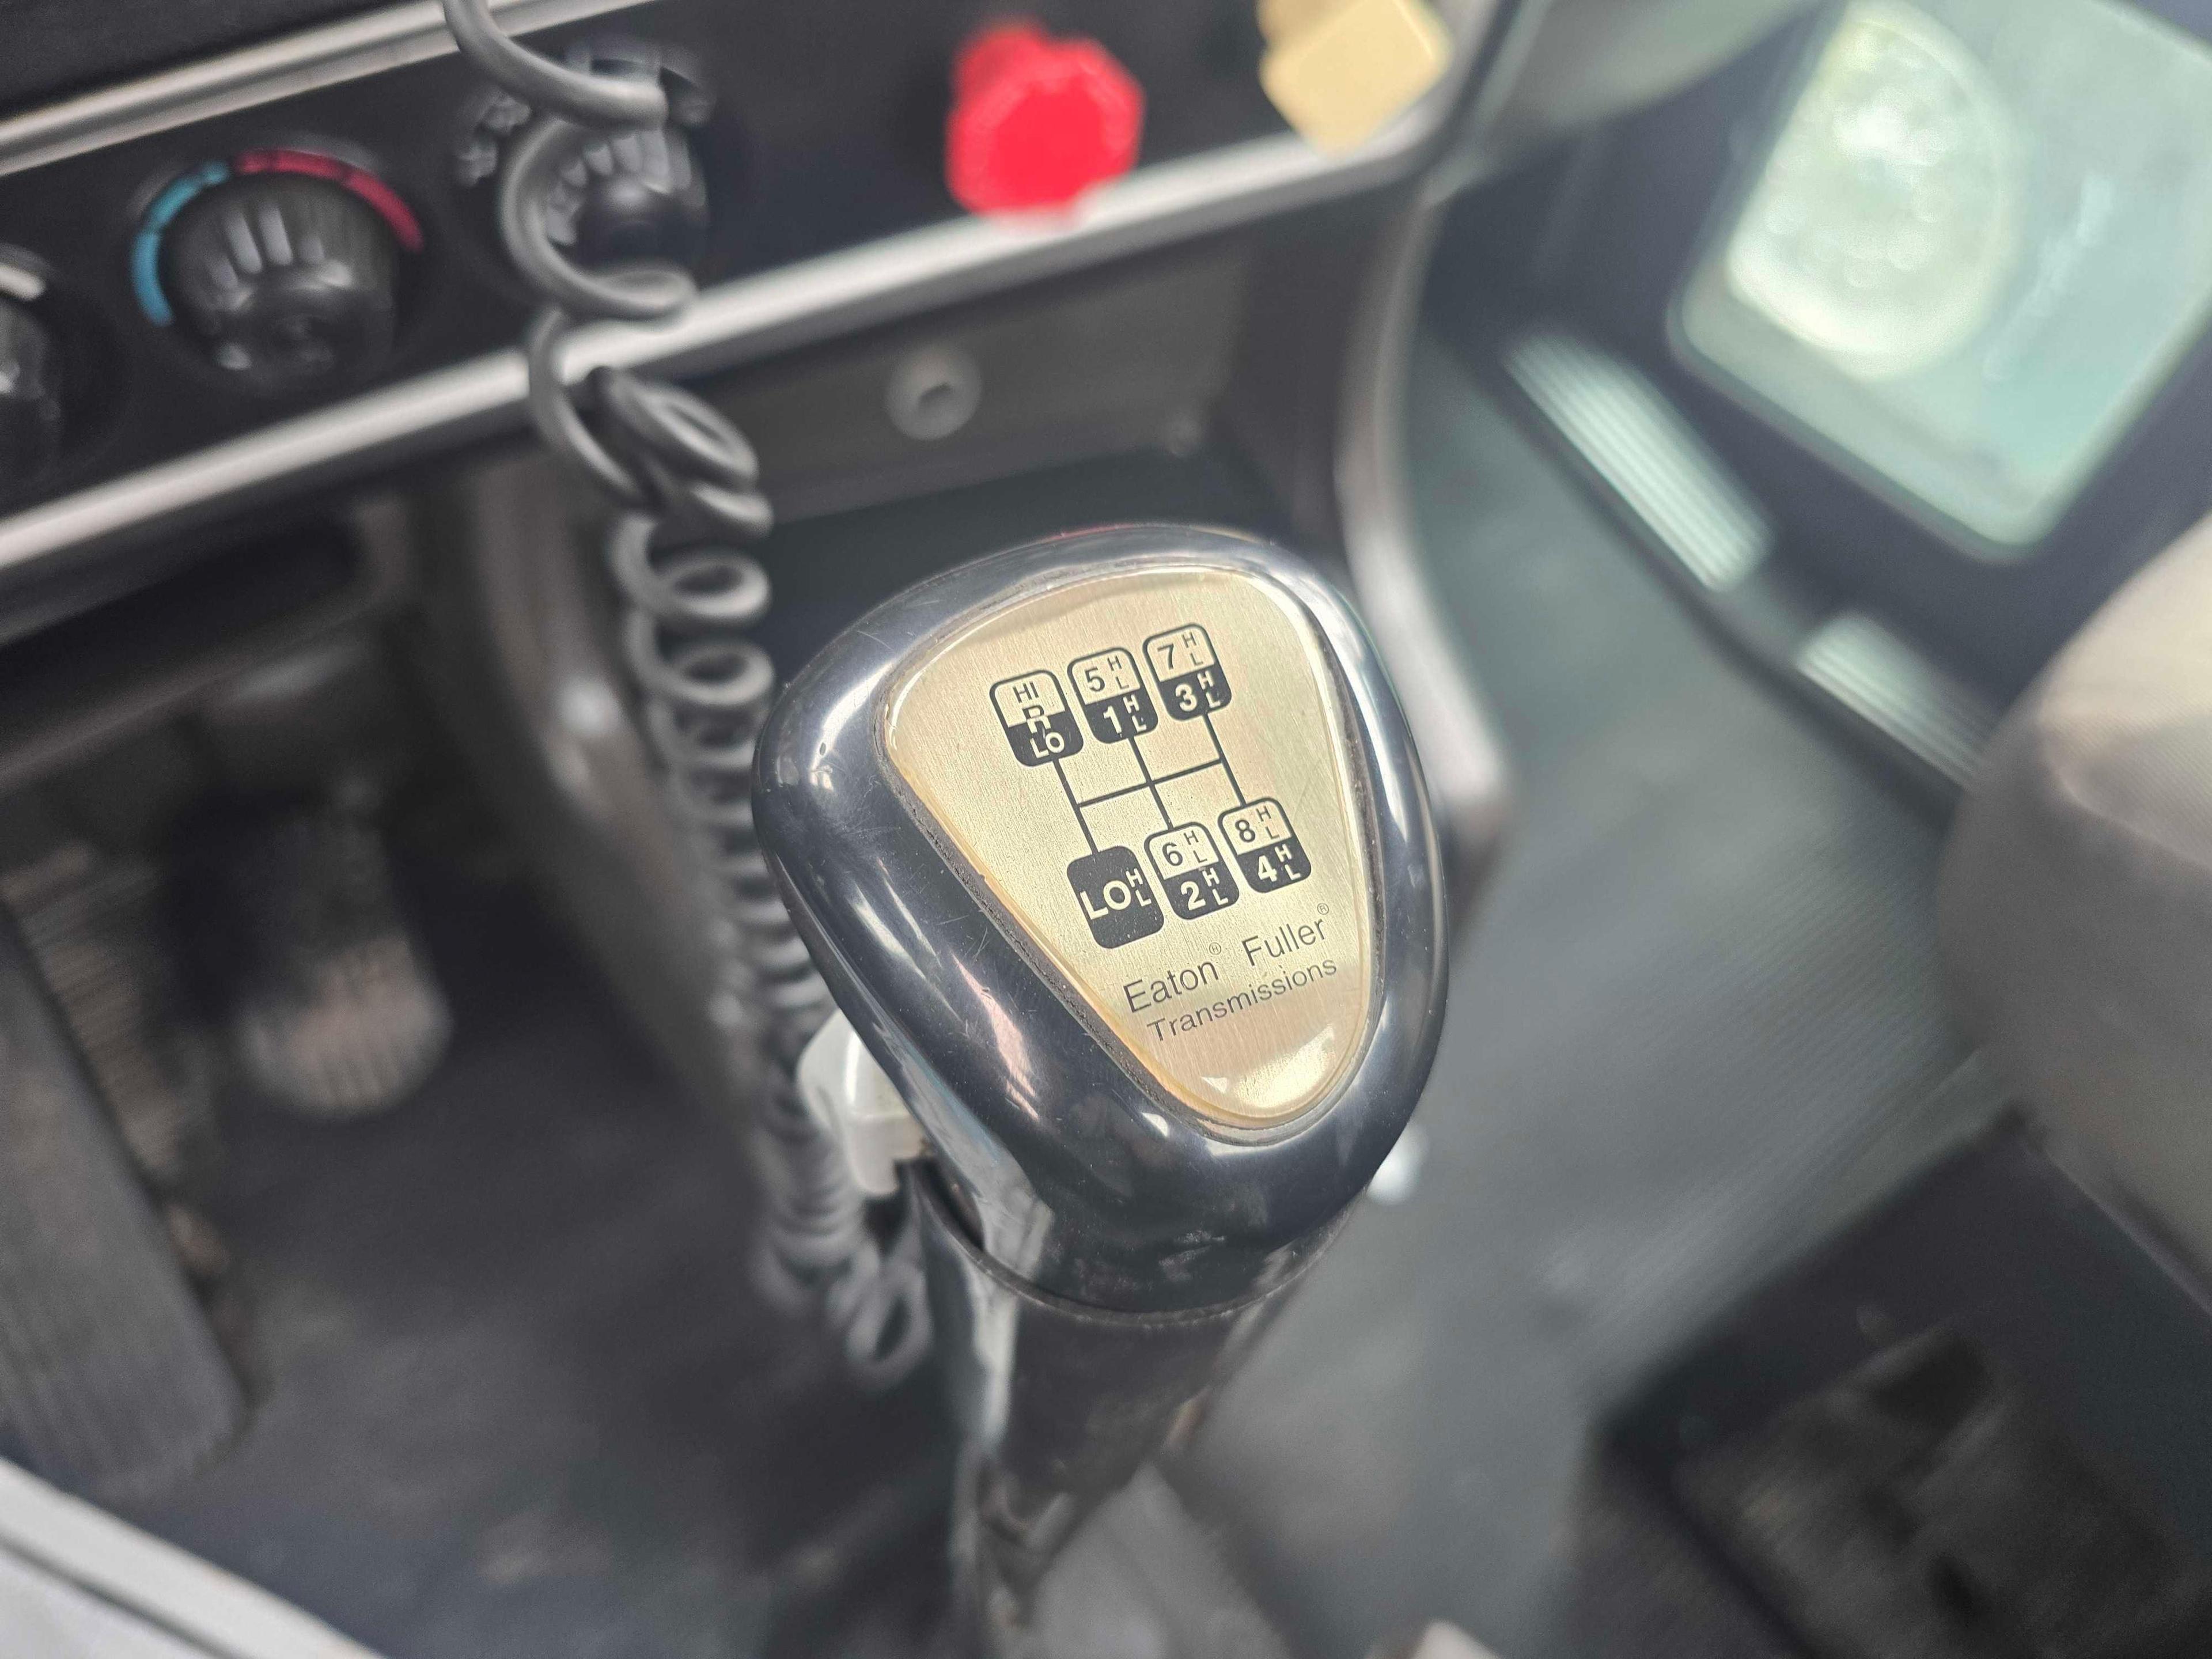 HI R LO 5 H L 1 H L 7 H L 3 H L
LO H L 6 H L 2 H L 8 H L 4 H L
Eaton® Fuller®
Transmissions